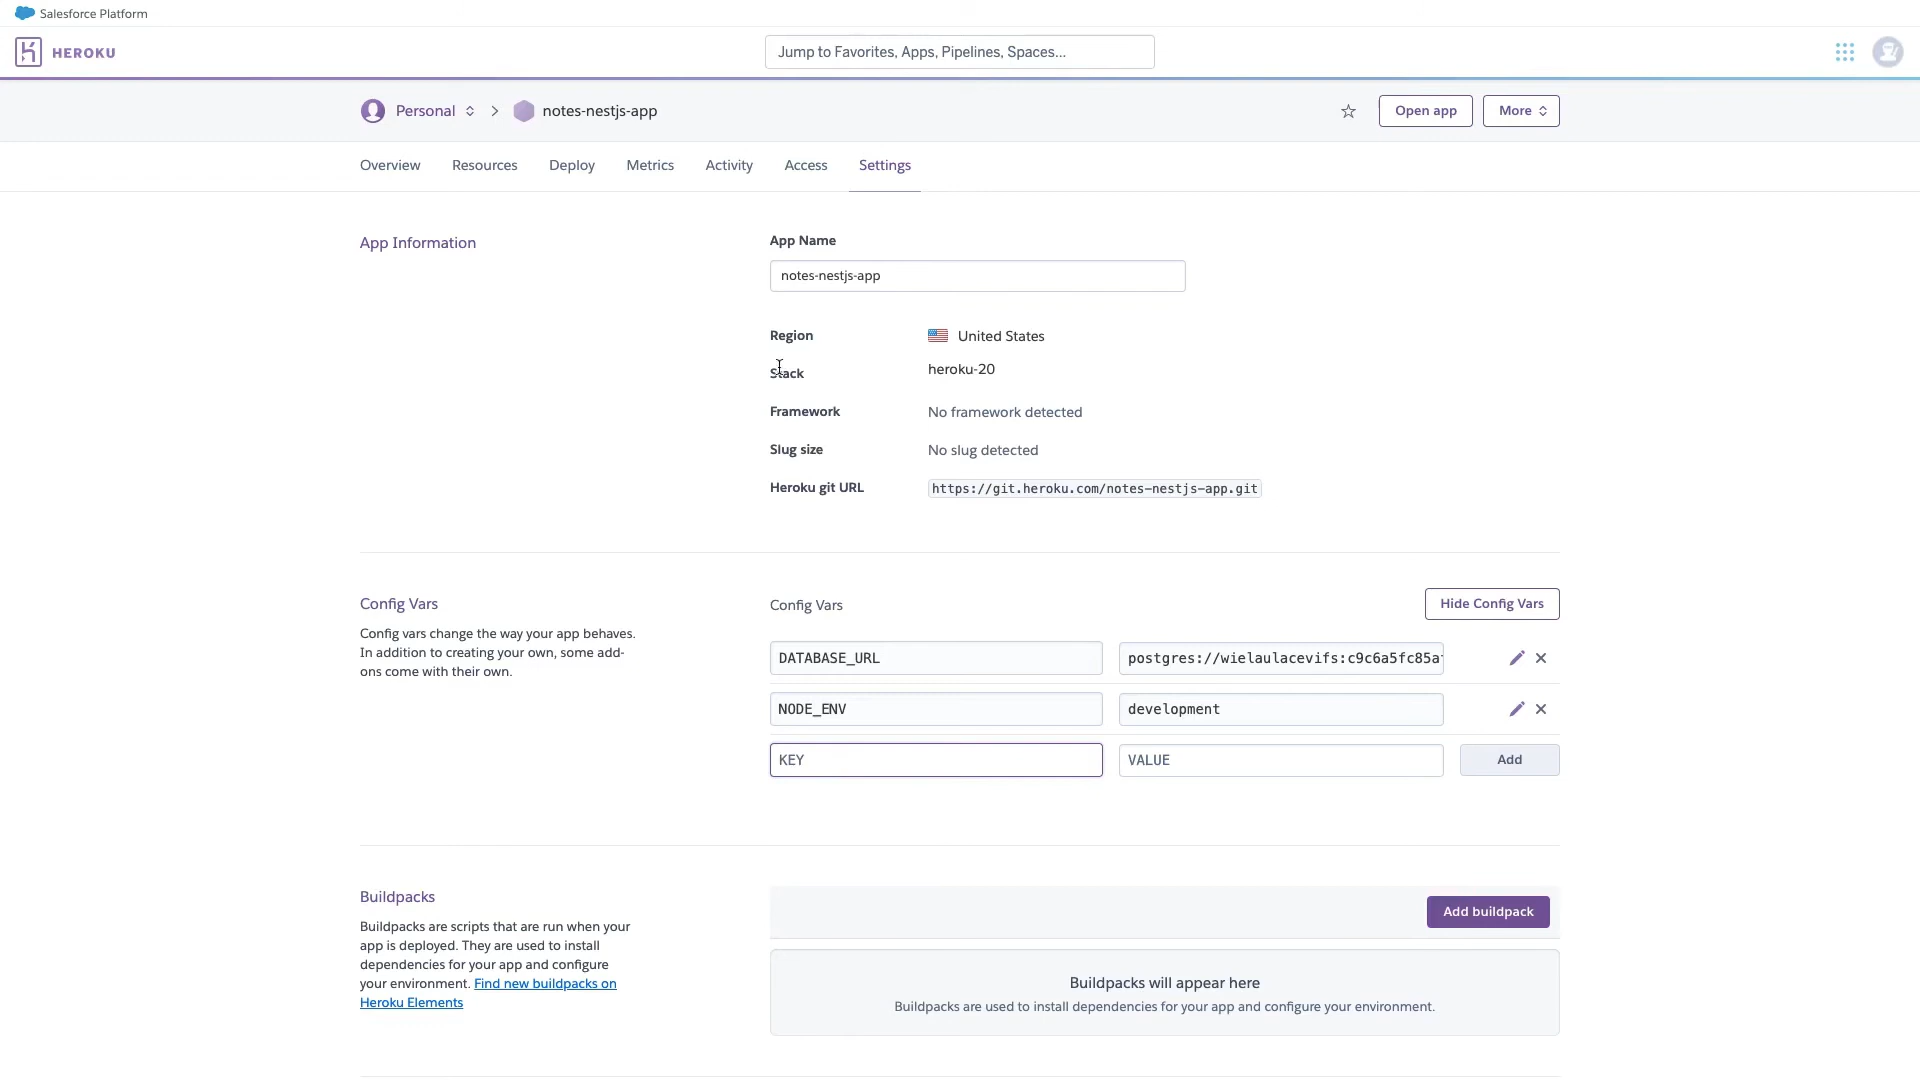 Salesforce Platform
HEROKU
Jump to Favorites, Apps, Pipelines, Spaces...
Personal
notes-nestjs-app
Open app
More
Overview
Resources
Deploy
Metrics
Activity
Access
Settings
App Information
App Name
notes-nestjs-app
Region
United States
Stack
heroku-20
Framework
No framework detected
Slug size
No slug detected
Heroku git URL
https://git.heroku.com/notes-nestjs-app.git
Config Vars
Config vars change the way your app behaves.
In addition to creating your own, some add-
ons come with their own.
Config Vars
Hide Config Vars
DATABASE_URL
postgres://wielaulacevifs:c9c6a5fc85a
NODE_ENV
development
KEY
VALUE
Add
Buildpacks
Buildpacks are scripts that are run when your
app is deployed. They are used to install
dependencies for your app and configure
your environment. Find new buildpacks on
Heroku Elements
Add buildpack
Buildpacks will appear here
Buildpacks are used to install dependencies for your app and configure your environment.